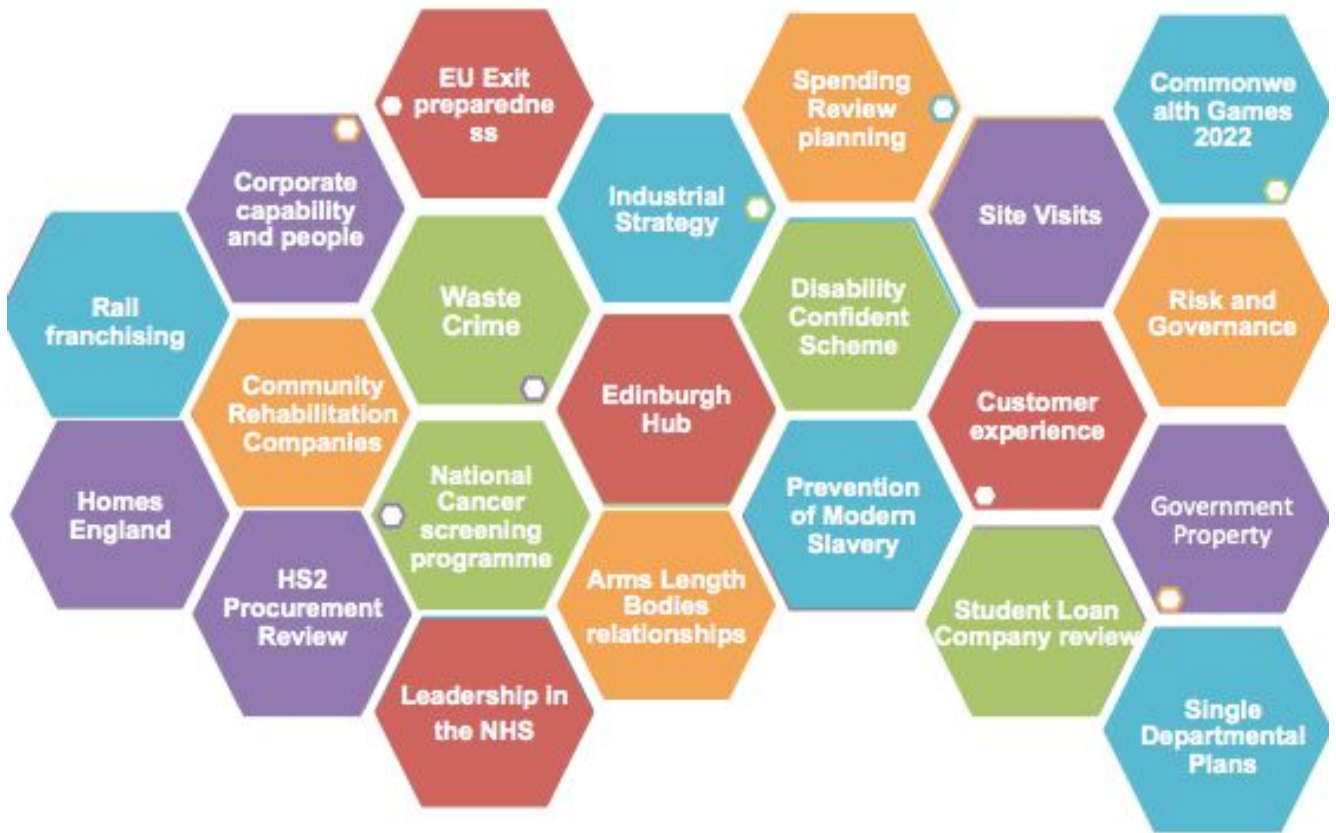 EU Exit
preparedne
ss
Spending
Review
planning
Commonwe
alth Games
2022
Corporate
capability
and people
Industrial
Strategy
Site Visits
Rail
franchising
Waste
Crime
Disability
Confident
Scheme
Risk and
Governance
Community
Rehabilitation
Companies
Edinburgh
Hub
Customer
experience
Homes
England
National
Cancer
screening
programme
Prevention
of Modern
Slavery
Government
Property
HS2
Procurement
Review
Arms Length
Bodies
relationships
Student Loan
Company review
Leadership in
the NHS
Single
Departmental
Plans